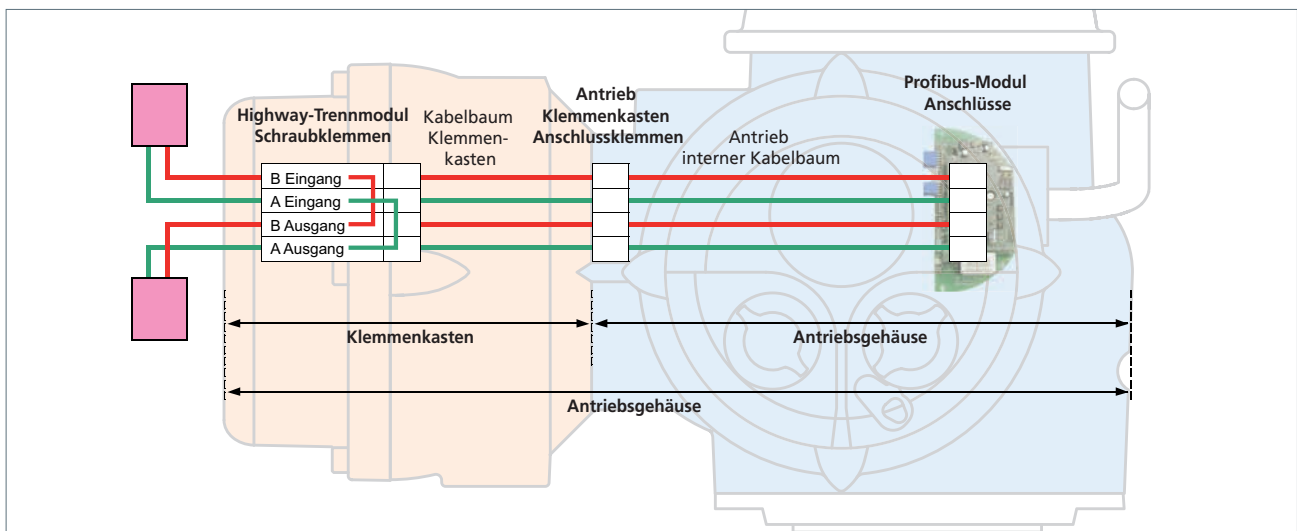 Highway-Trennmodul
Schraubklemmen
Kabelbaum
Klemmen-
kasten
Antrieb
Klemmenkasten
Anschlussklemmen
Antrieb
interner Kabelbaum
Profibus-Modul
Anschlüsse
B Eingang
A Eingang
B Ausgang
A Ausgang
Klemmenkasten
Antriebsgehäuse
Antriebsgehäuse